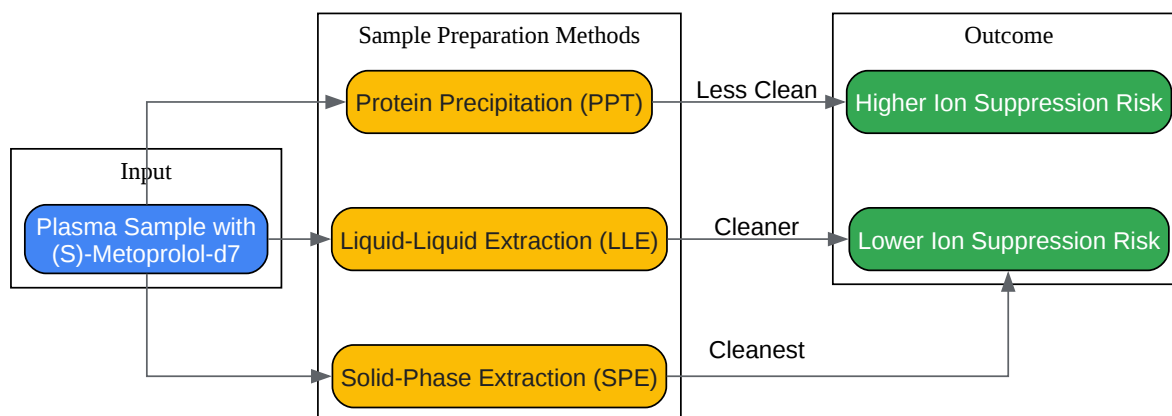 Sample Preparation Methods
Outcome
Protein Precipitation (PPT)
Less Clean
Higher Ion Suppression Risk
Input
Plasma Sample with
(S)-Metoprolol-d7
Liquid-Liquid Extraction (LLE)
Cleaner
Lower Ion Suppression Risk
Solid-Phase Extraction (SPE)
Cleanest